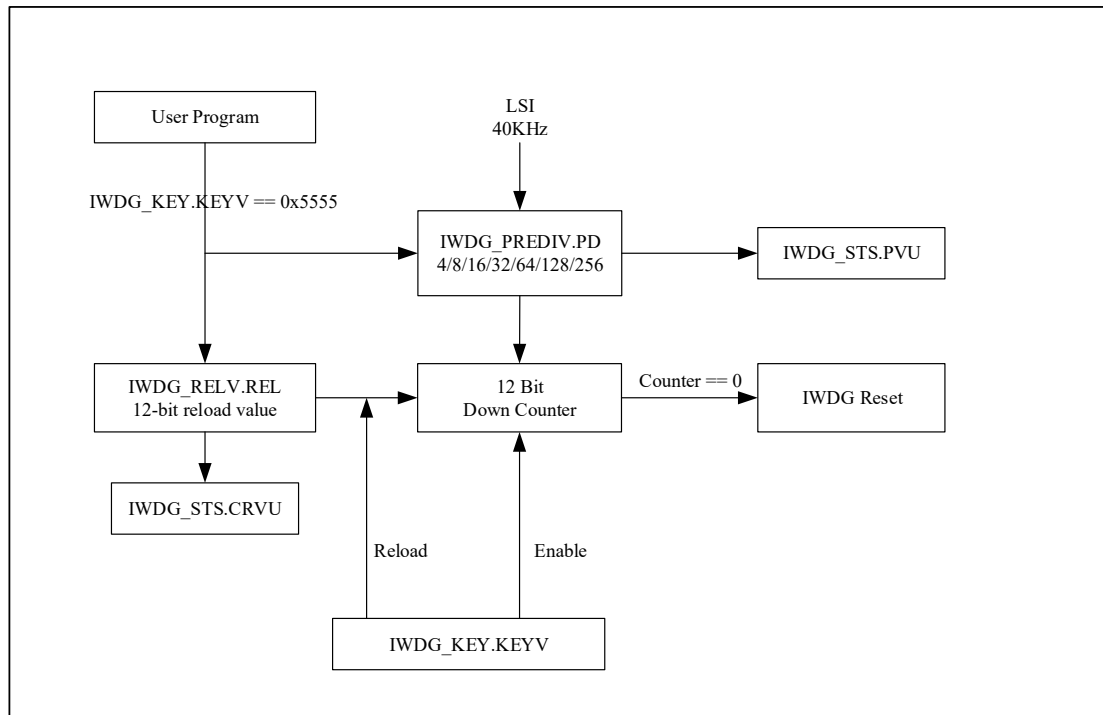 User Program
LSI
40KHz
IWDG_KEY.KEYV == 0x5555
IWDG_PREDIV.PD
4/8/16/32/64/128/256
IWDG_STS.PVU
IWDG_RELV.REL
12-bit reload value
12 Bit
Down Counter
Counter == 0
IWDG Reset
IWDG_STS.CRVU
Reload
Enable
IWDG_KEY.KEYV